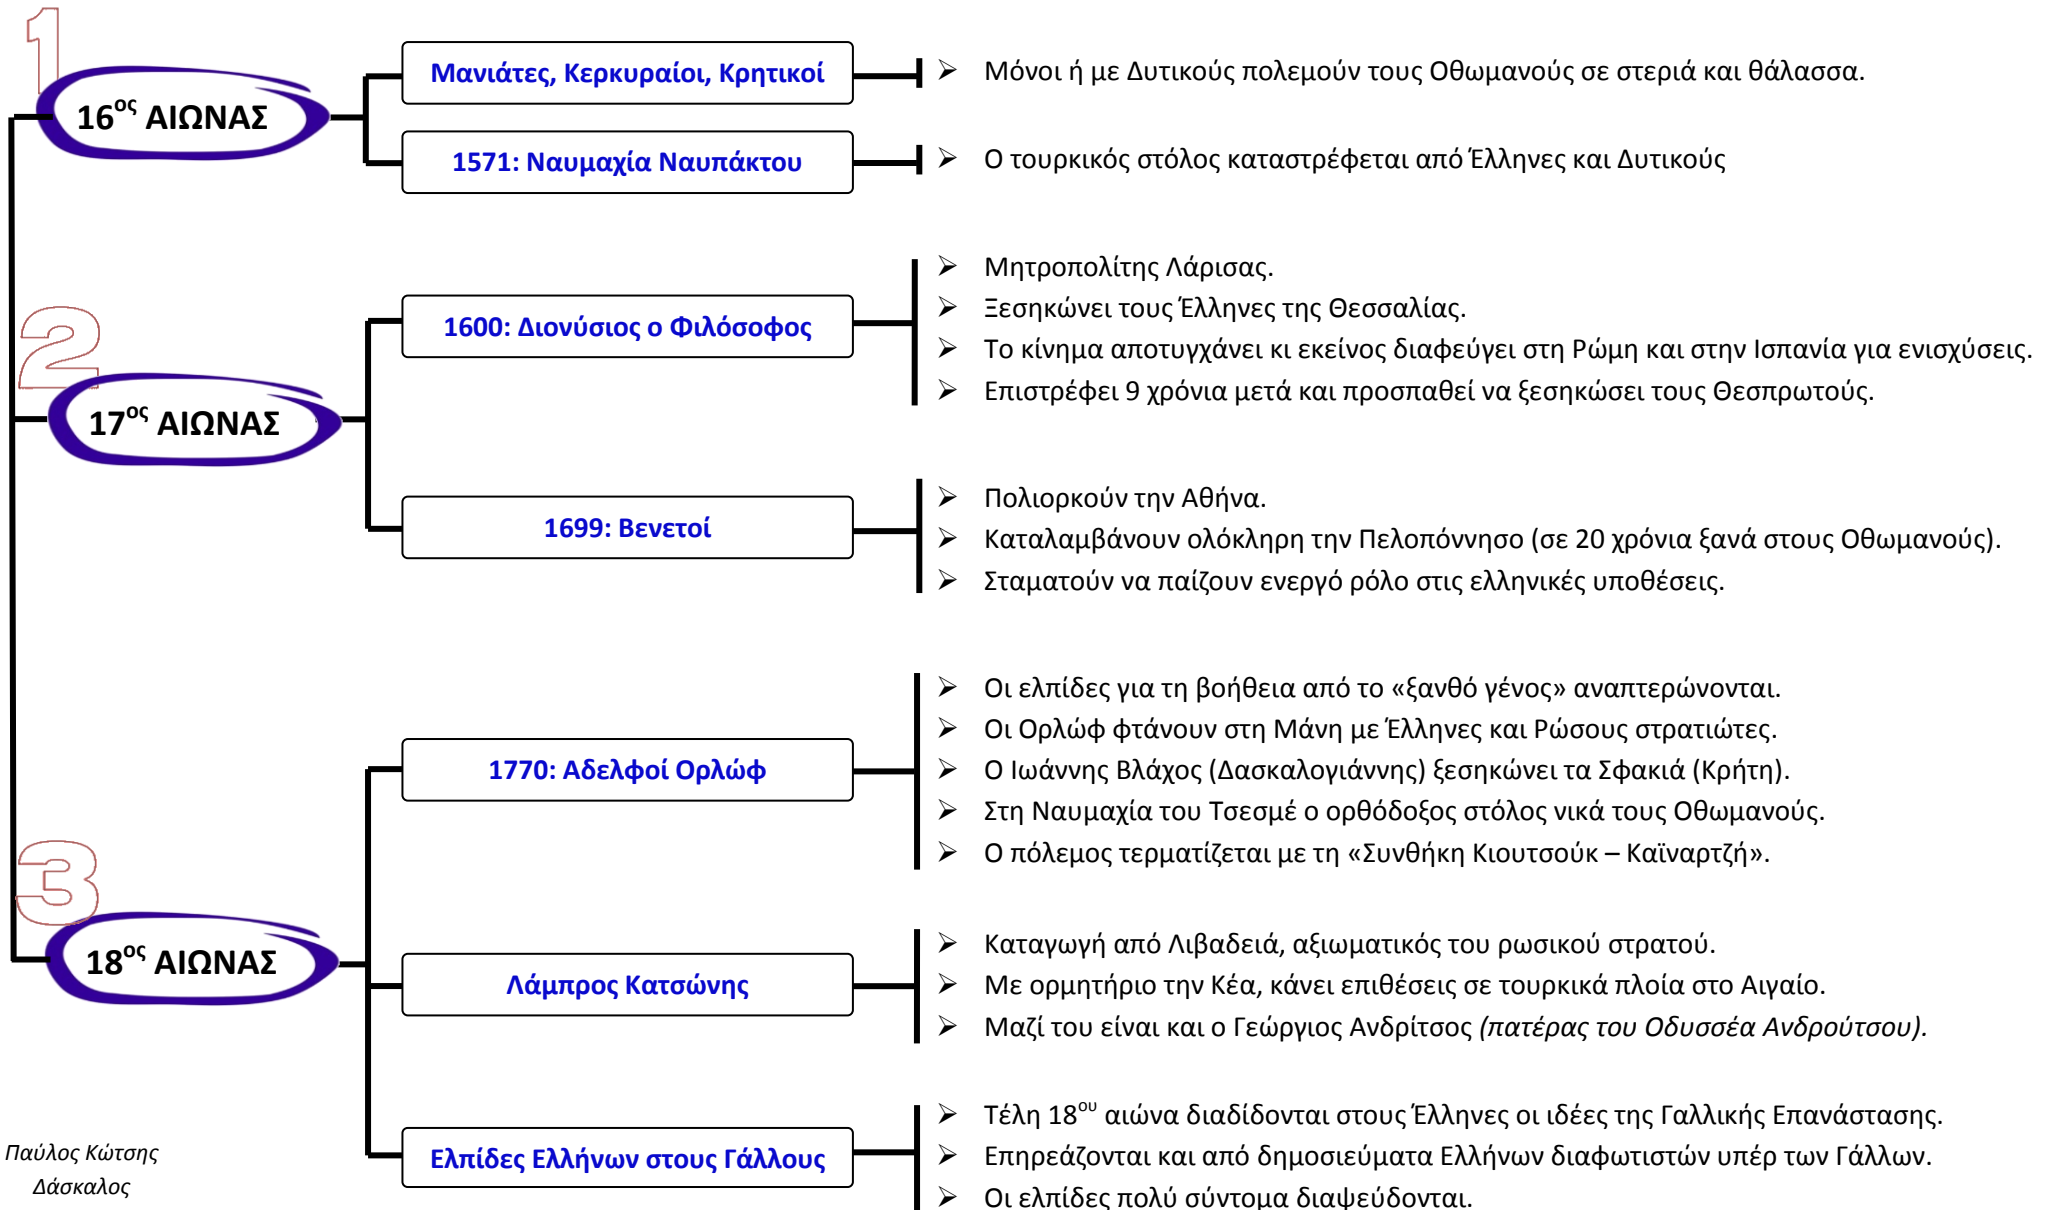 1
16ος ΑΙΩΝΑΣ
Μανιάτες, Κερκυραίοι, Κρητικοί
➢ Μόνοι ή με Δυτικούς πολεμούν τους Οθωμανούς σε στεριά και θάλασσα.
1571: Ναυμαχία Ναυπάκτου
➢ Ο τουρκικός στόλος καταστρέφεται από Έλληνες και Δυτικούς
2
17ος ΑΙΩΝΑΣ
1600: Διονύσιος ο Φιλόσοφος
➢ Μητροπολίτης Λάρισας.
➢ Ξεσηκώνει τους Έλληνες της Θεσσαλίας.
➢ Το κίνημα αποτυγχάνει κι εκείνος διαφεύγει στη Ρώμη και στην Ισπανία για ενισχύσεις.
➢ Επιστρέφει 9 χρόνια μετά και προσπαθεί να ξεσηκώσει τους Θεσπρωτούς.
1699: Βενετοί
➢ Πολιορκούν την Αθήνα.
➢ Καταλαμβάνουν ολόκληρη την Πελοπόννησο (σε 20 χρόνια ξανά στους Οθωμανούς).
➢ Σταματούν να παίζουν ενεργό ρόλο στις ελληνικές υποθέσεις.
3
18ος ΑΙΩΝΑΣ
1770: Αδελφοί Ορλώφ
➢ Οι ελπίδες για τη βοήθεια από το «ξανθό γένος» αναπτερώνονται.
➢ Οι Ορλώφ φτάνουν στη Μάνη με Έλληνες και Ρώσους στρατιώτες.
➢ Ο Ιωάννης Βλάχος (Δασκαλογιάννης) ξεσηκώνει τα Σφακιά (Κρήτη).
➢ Στη Ναυμαχία του Τσεσμέ ο ορθόδοξος στόλος νικά τους Οθωμανούς.
➢ Ο πόλεμος τερματίζεται με τη «Συνθήκη Κιουτσούκ – Καϊναρτζή».
Λάμπρος Κατσώνης
➢ Καταγωγή από Λιβαδειά, αξιωματικός του ρωσικού στρατού.
➢ Με ορμητήριο την Κέα, κάνει επιθέσεις σε τουρκικά πλοία στο Αιγαίο.
➢ Μαζί του είναι και ο Γεώργιος Ανδρίτσος (πατέρας του Οδυσσέα Ανδρούτσου).
Ελπίδες Ελλήνων στους Γάλλους
➢ Τέλη 18ου αιώνα διαδίδονται στους Έλληνες οι ιδέες της Γαλλικής Επανάστασης.
➢ Επηρεάζονται και από δημοσιεύματα Ελλήνων διαφωτιστών υπέρ των Γάλλων.
➢ Οι ελπίδες πολύ σύντομα διαψεύδονται.
Παύλος Κώτσης
Δάσκαλος